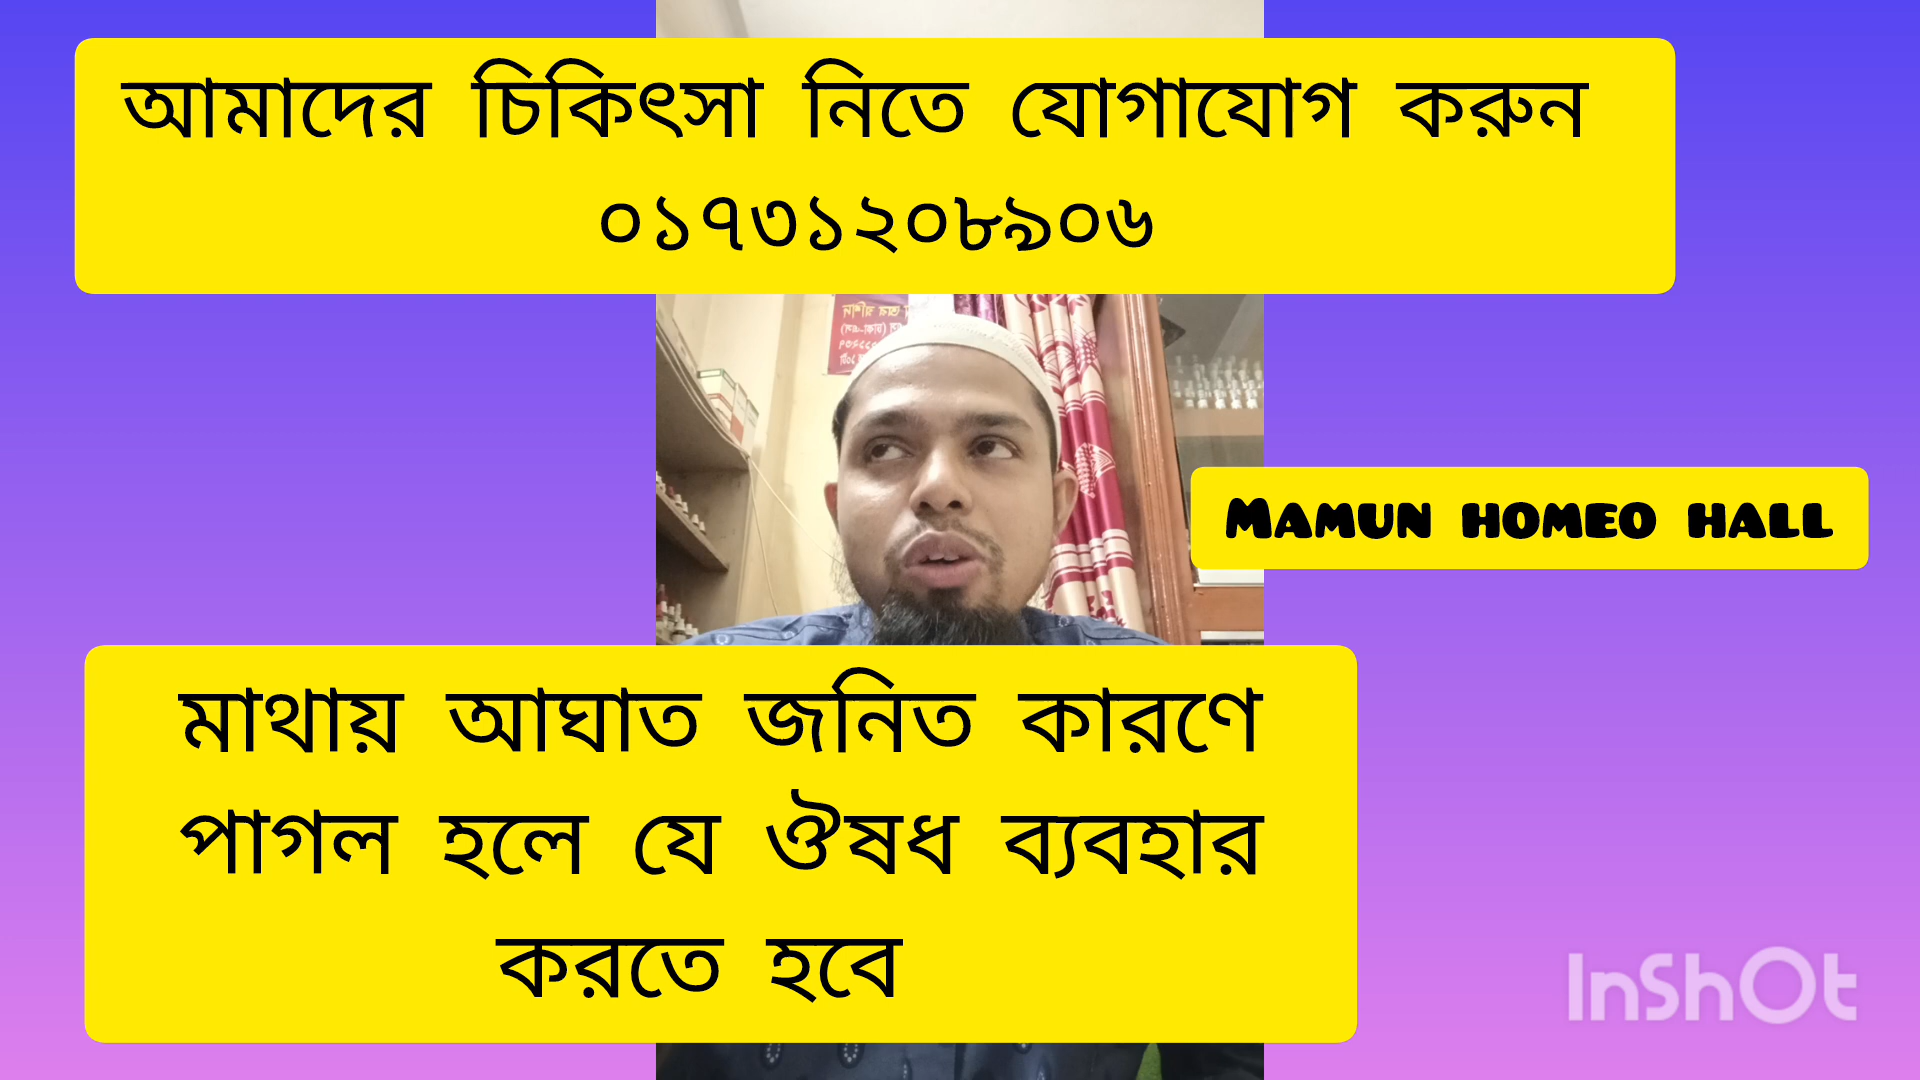 আমাদের চিকিৎসা নিতে যোগাযোগ করুন
০১৭৩১২০৮৯০৬
MAMUN HOMEO HALL
মাথায় আঘাত জনিত কারণে
পাগল হলে যে ঔষধ ব্যবহার
করতে হবে
InShOt